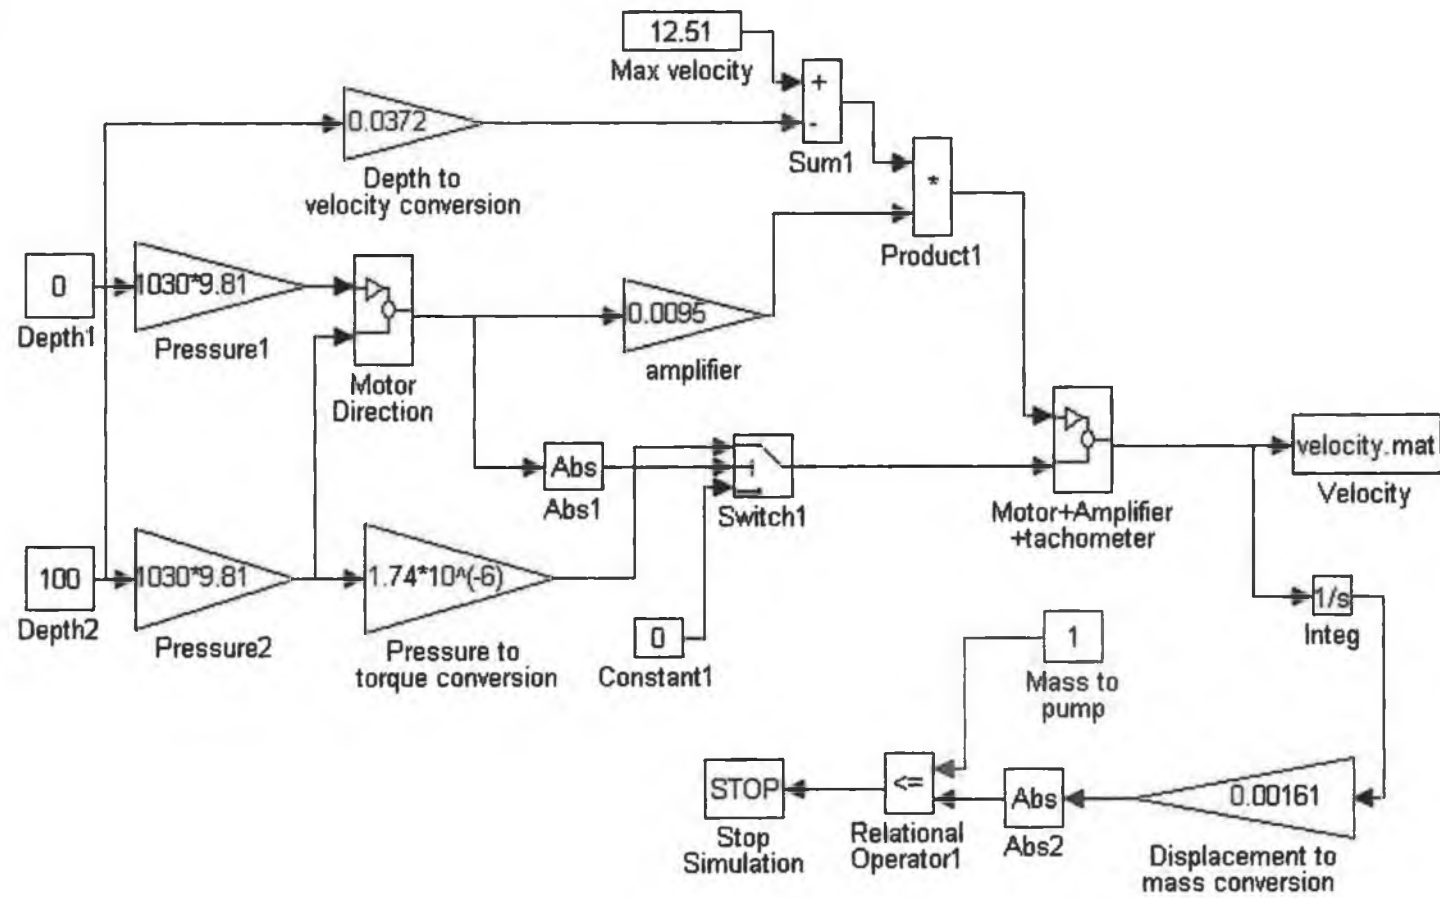 12.51
Max velocity
+
-
Sum1
0.0372
Depth to
velocity conversion
*
Product1
0
Depth1
1030*9.81
Pressure1
Motor
Direction
0.0095
amplifier
Abs
Abs1
Switch1
Motor+Amplifier
+tachometer
velocity.mat
Velocity
100
Depth2
1030*9.81
Pressure2
1.74*10^(-6)
Pressure to
torque conversion
0
Constant1
1
Mass to
pump
1/s
Integ
STOP
Stop
Simulation
<=
Relational
Operator1
Abs
Abs2
0.00161
Displacement to
mass conversion